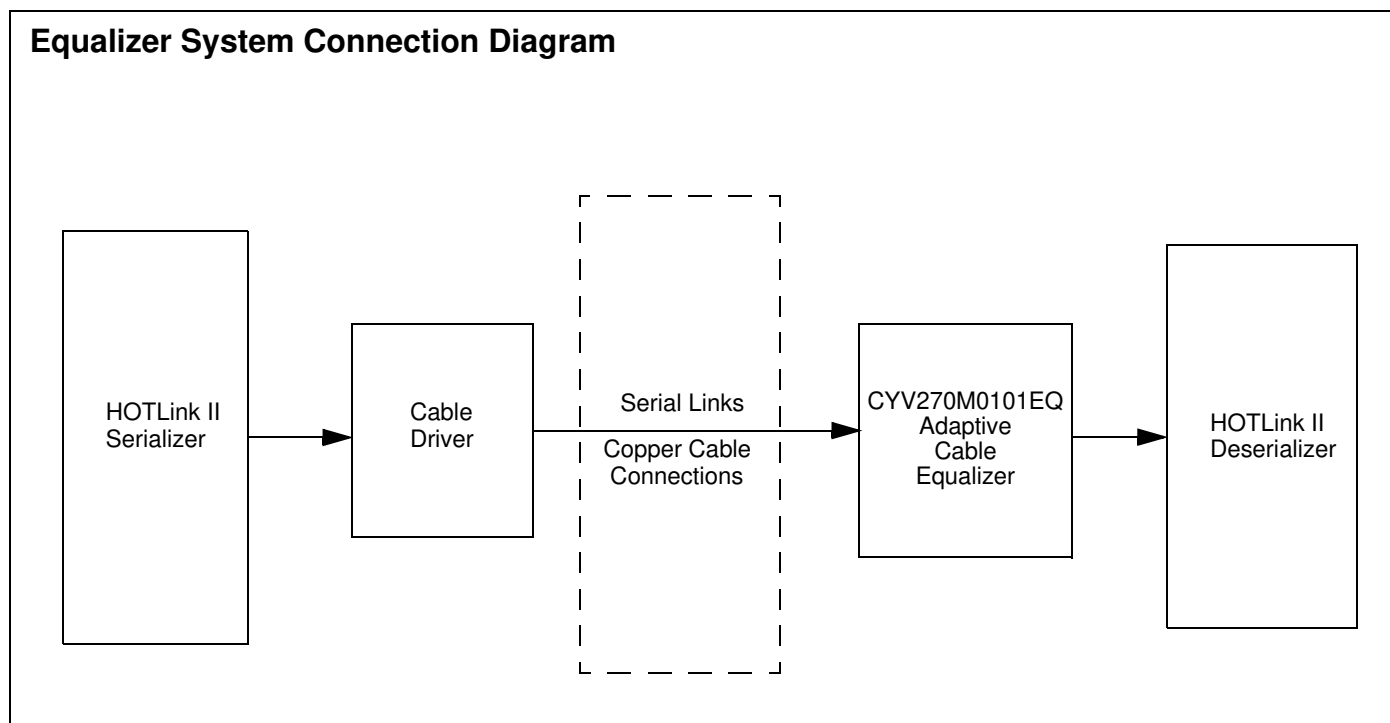 Equalizer System Connection Diagram
HOTLink II
Serializer
Cable
Driver
Serial Links
Copper Cable
Connections
CYV270M0101EQ
Adaptive
Cable
Equalizer
HOTLink II
Deserializer